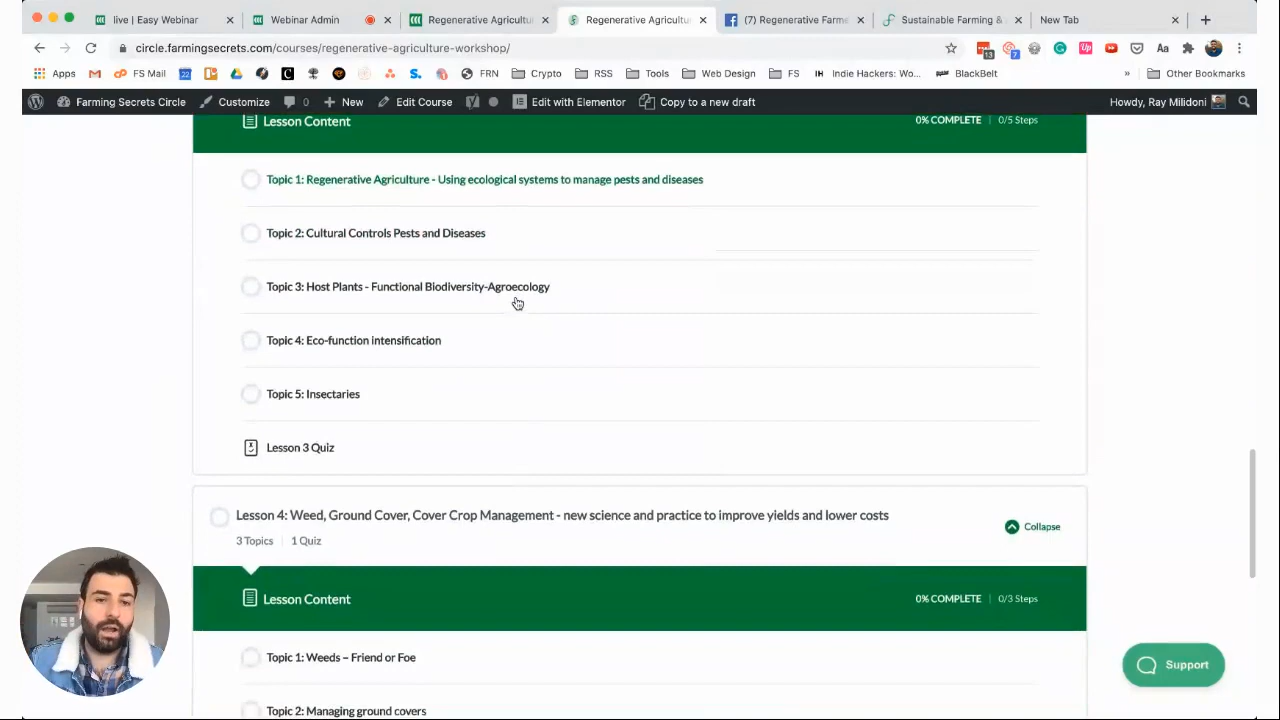 live | Easy Webinar
Webinar Admin
Regenerative Agricultu
Regenerative Agricultur
(7) Regenerative Farme
Sustainable Farming &
New Tab
circle.farmingsecrets.com/courses/regenerative-agriculture-workshop/
13
7
Up
Aa
Apps
FS Mail
22
FRN
Crypto
RSS
Tools
Web Design
FS
IH
Indie Hackers: Wo...
BlackBelt
»
Other Bookmarks
Farming Secrets Circle
Customize
0
New
Edit Course
Edit with Elementor
Copy to a new draft
Howdy, Ray Milidoni
Lesson Content
0% COMPLETE | 0/5 Steps
Topic 1: Regenerative Agriculture - Using ecological systems to manage pests and diseases
Topic 2: Cultural Controls Pests and Diseases
Topic 3: Host Plants - Functional Biodiversity-Agroecology
Topic 4: Eco-function intensification
Topic 5: Insectaries
Lesson 3 Quiz
Lesson 4: Weed, Ground Cover, Cover Crop Management - new science and practice to improve yields and lower costs
3 Topics | 1 Quiz
Collapse
Lesson Content
0% COMPLETE | 0/3 Steps
Topic 1: Weeds – Friend or Foe
Topic 2: Managing ground covers
Support